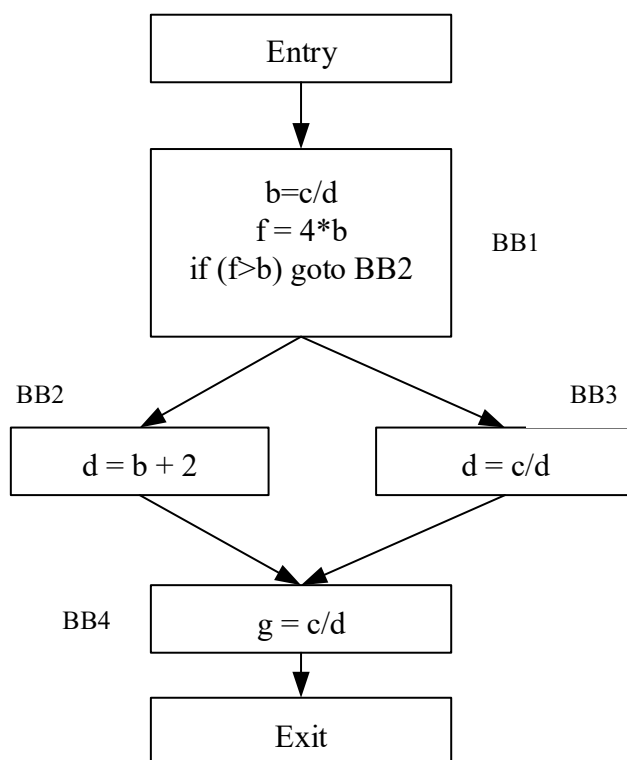 Entry
b=c/d
f = 4*b
if (f>b) goto BB2
BB1
BB2
BB3
d = b + 2
d = c/d
BB4
g = c/d
Exit